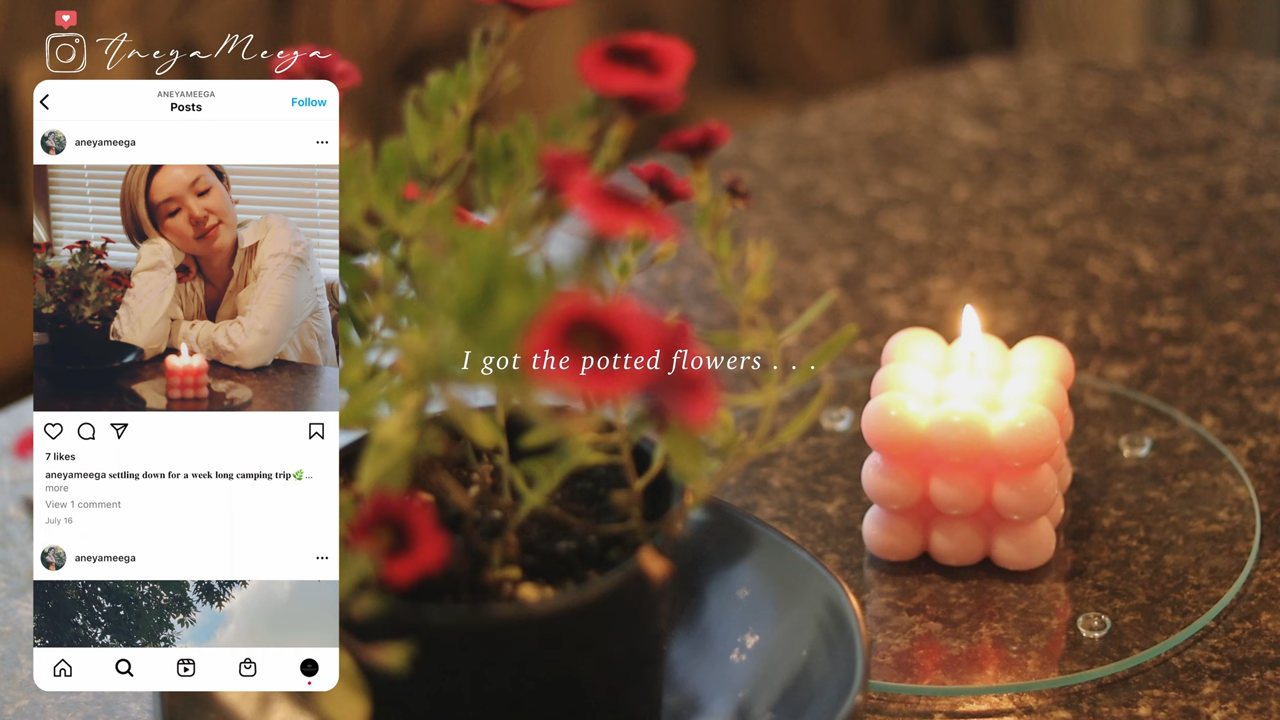 AneyaMeega
ANEYAMEEGA
Posts
Follow
aneyameega
7 likes
aneyameega settling down for a week long camping trip🌿 ...
more
View 1 comment
July 16
aneyameega
I got the potted flowers . . .